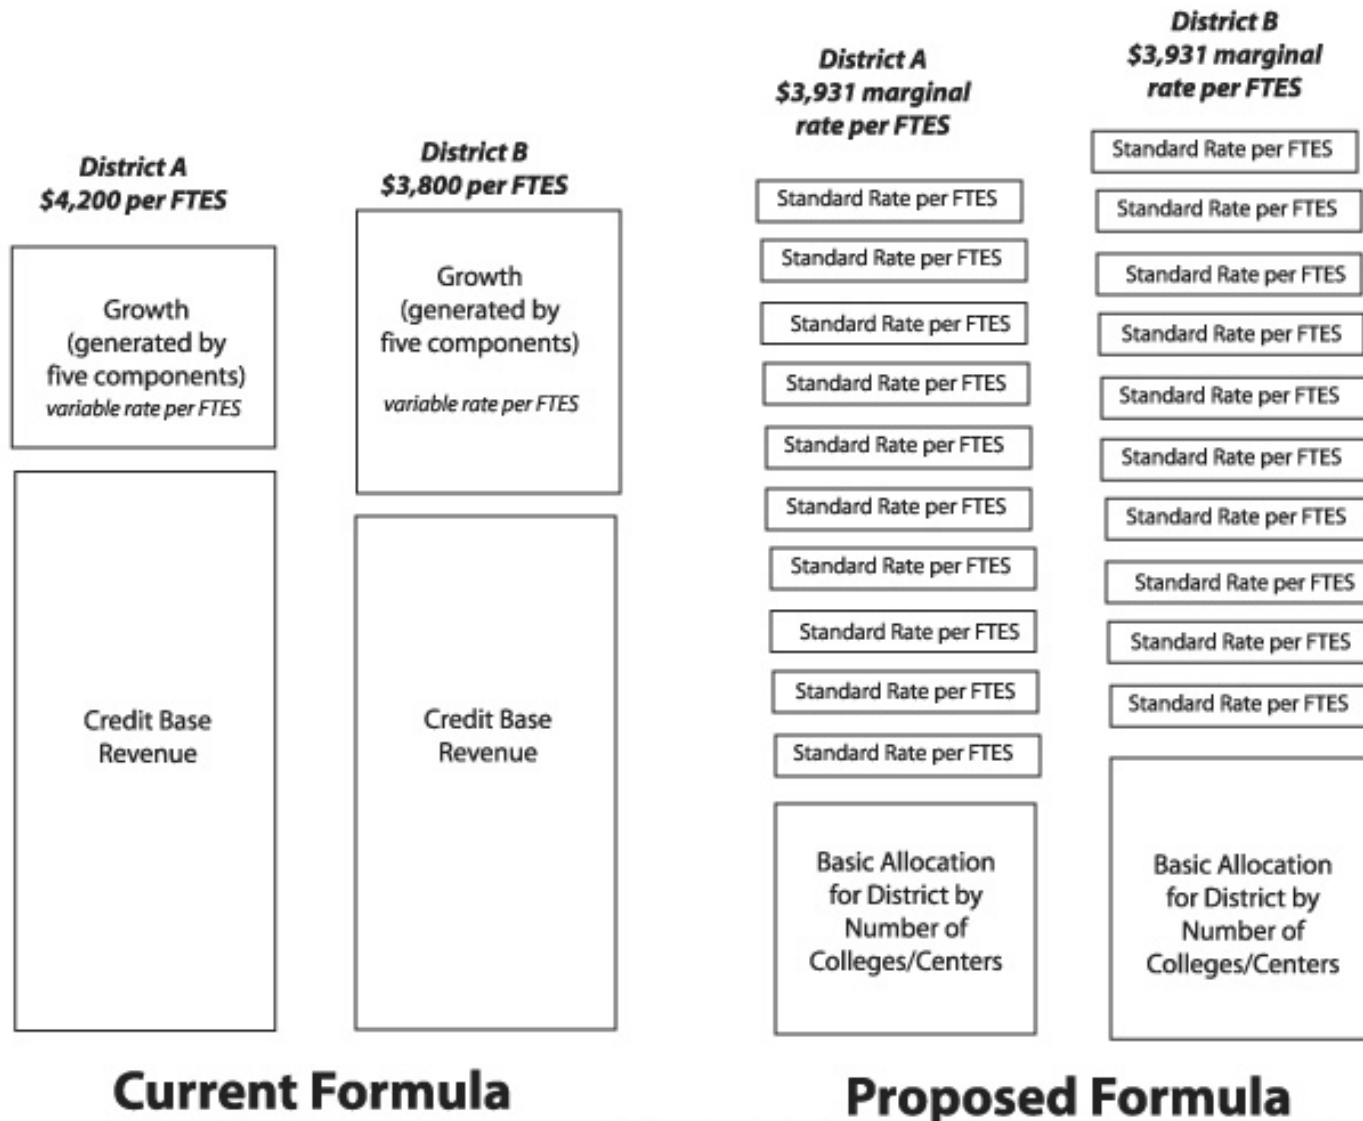 District A
$4,200 per FTES
Growth
(generated by
five components)
variable rate per FTES
Credit Base
Revenue
District B
$3,800 per FTES
Growth
(generated by
five components)
variable rate per FTES
Credit Base
Revenue
Current Formula
District A
$3,931 marginal
rate per FTES
Standard Rate per FTES
Standard Rate per FTES
Standard Rate per FTES
Standard Rate per FTES
Standard Rate per FTES
Standard Rate per FTES
Standard Rate per FTES
Standard Rate per FTES
Standard Rate per FTES
Standard Rate per FTES
Basic Allocation
for District by
Number of
Colleges/Centers
District B
$3,931 marginal
rate per FTES
Standard Rate per FTES
Standard Rate per FTES
Standard Rate per FTES
Standard Rate per FTES
Standard Rate per FTES
Standard Rate per FTES
Standard Rate per FTES
Standard Rate per FTES
Standard Rate per FTES
Standard Rate per FTES
Basic Allocation
for District by
Number of
Colleges/Centers
Proposed Formula